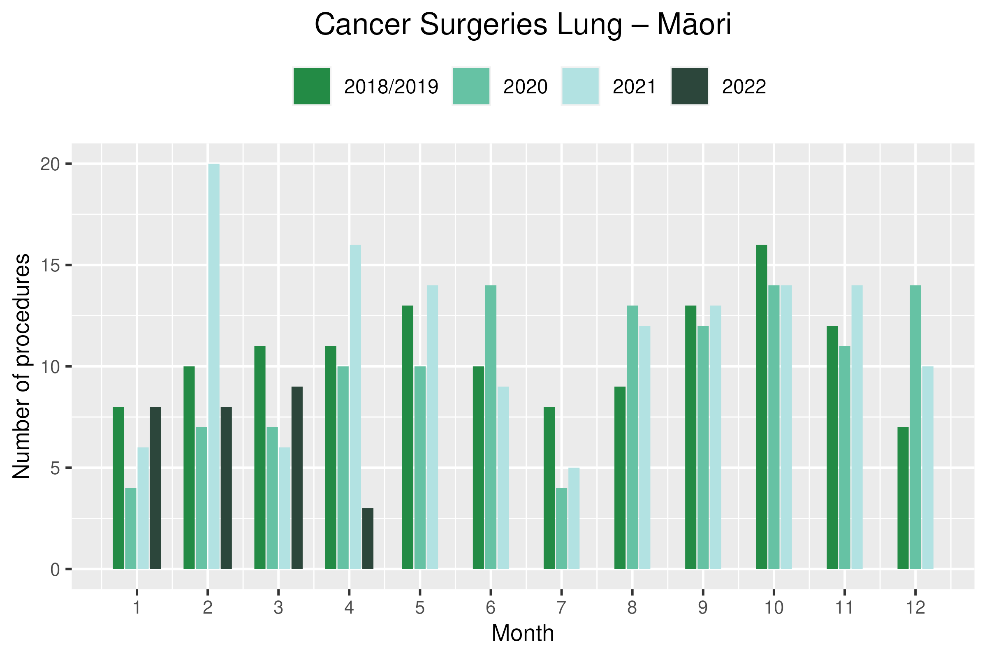 Cancer Surgeries Lung – Māori
2018/2019 2020 2021 2022
Number of procedures
20
15
10
5
0
1 2 3 4 5 6 7 8 9 10 11 12
Month